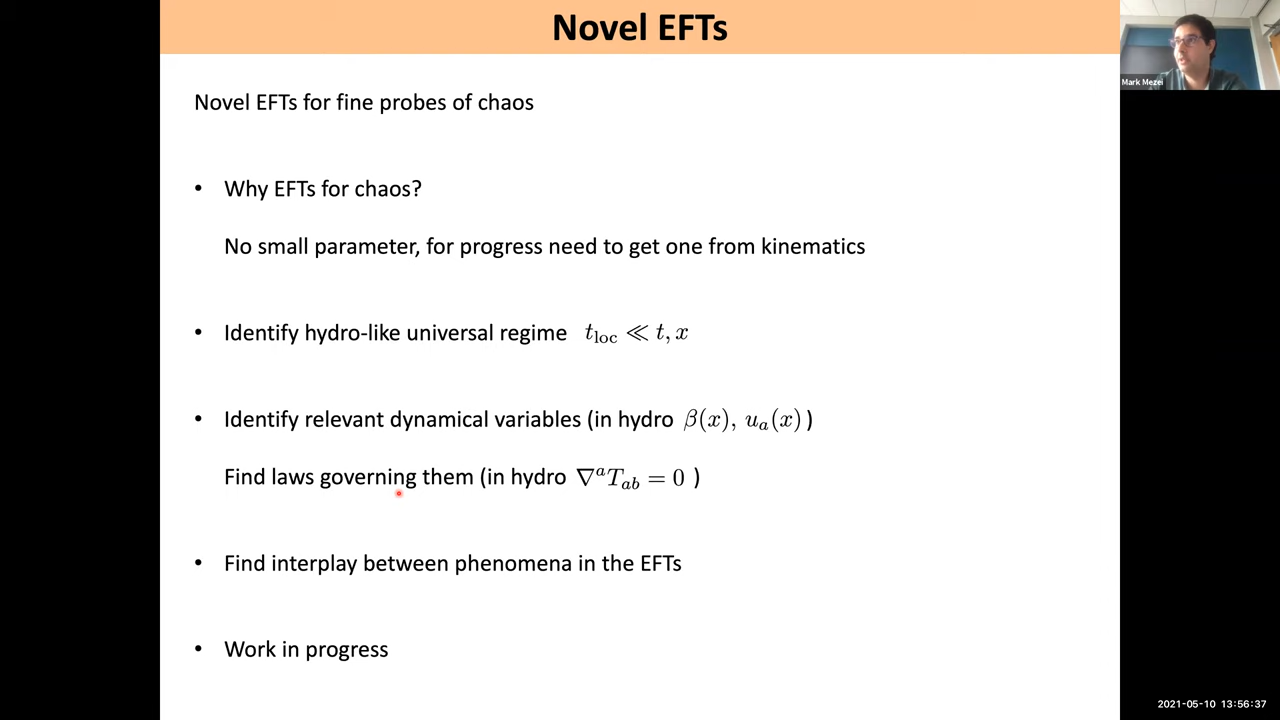 Novel EFTs
Mark Mezei
Novel EFTs for fine probes of chaos
• Why EFTs for chaos?
No small parameter, for progress need to get one from kinematics
• Identify hydro-like universal regime t_loc ≪ t, x
• Identify relevant dynamical variables (in hydro β(x), u_a(x) )
Find laws governing them (in hydro ∇^a T_ab = 0 )
• Find interplay between phenomena in the EFTs
• Work in progress
2021-05-10 13:56:37